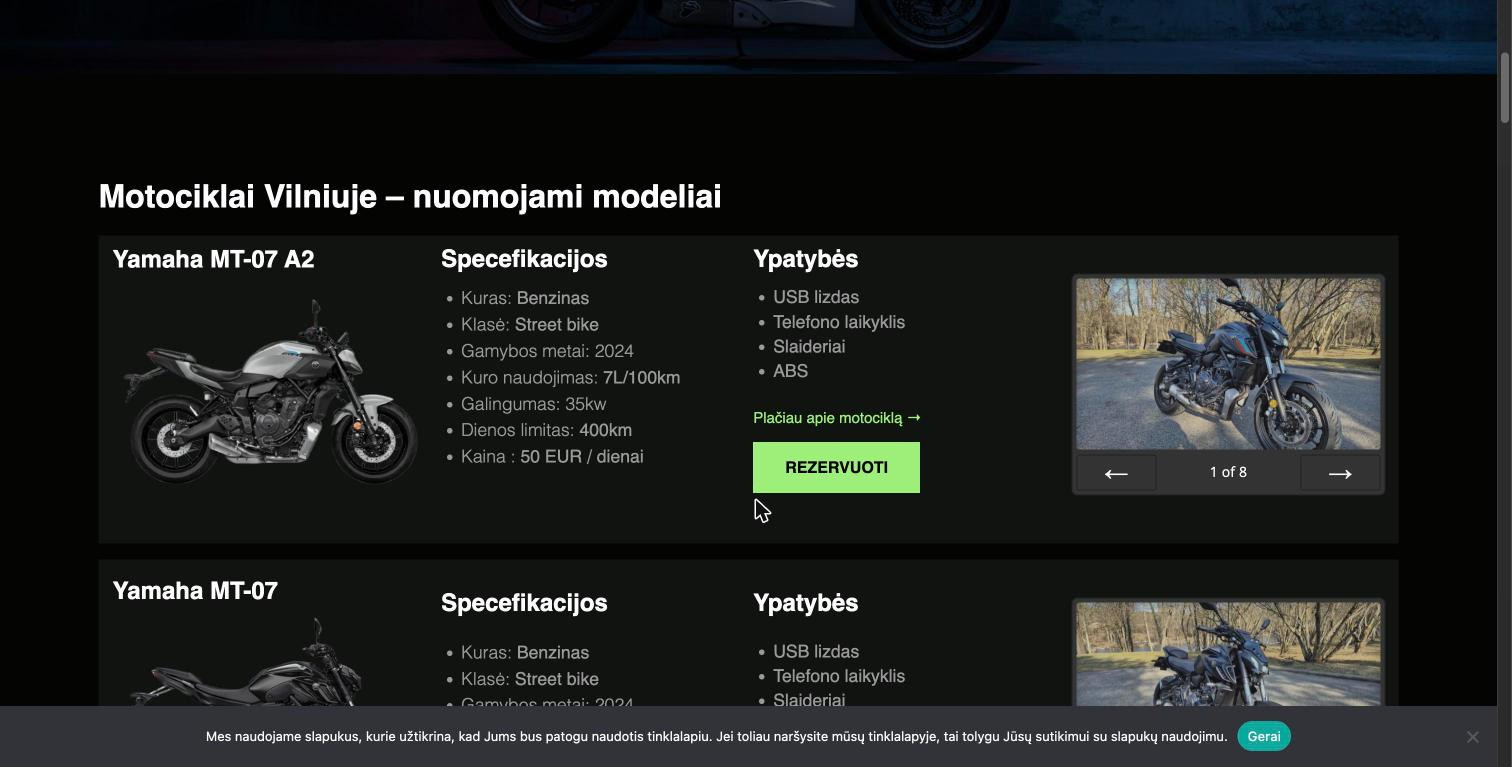 Motociklai Vilniuje – nuomojami modeliai
Yamaha MT-07 A2
Specefikacijos
Kuras: Benzinas
Klasė: Street bike
Gamybos metai: 2024
Kuro naudojimas: 7L/100km
Galingumas: 35kw
Dienos limitas: 400km
Kaina : 50 EUR / dienai
Ypatybės
USB lizdas
Telefono laikyklis
Slaideriai
ABS
Plačiau apie motociklą →
REZERVUOTI
← 1 of 8 →
Yamaha MT-07
Specefikacijos
Kuras: Benzinas
Klasė: Street bike
Gamybos metai: 2024
Ypatybės
USB lizdas
Telefono laikyklis
Slaideriai
Mes naudojame slapukus, kurie užtikrina, kad Jums bus patogu naudotis tinklalapiu. Jei toliau naršysite mūsų tinklalapyje, tai tolygu Jūsų sutikimui su slapukų naudojimu. Gerai